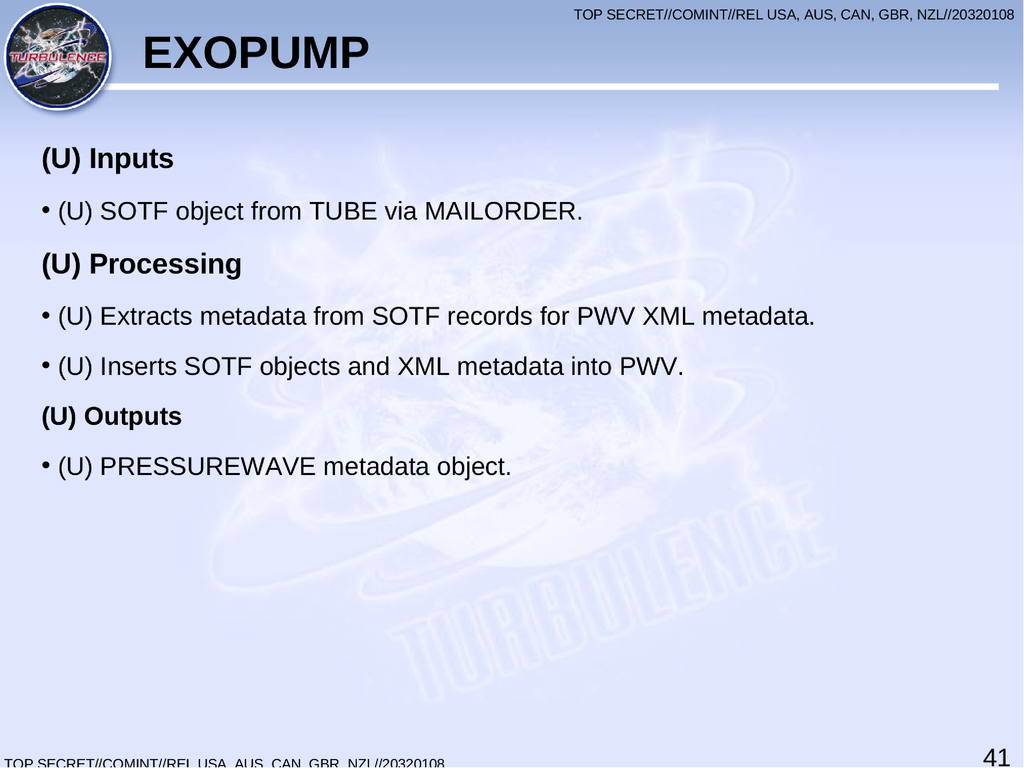 TOP SECRET//COMINT//REL USA, AUS, CAN, GBR, NZL//20320108
TURBULENCE
EXOPUMP
(U) Inputs
• (U) SOTF object from TUBE via MAILORDER.
(U) Processing
• (U) Extracts metadata from SOTF records for PWV XML metadata.
• (U) Inserts SOTF objects and XML metadata into PWV.
(U) Outputs
• (U) PRESSUREWAVE metadata object.
TURBULENCE
41
TOP SECRET//COMINT//REL USA, AUS, CAN, GBR, NZL//20320108